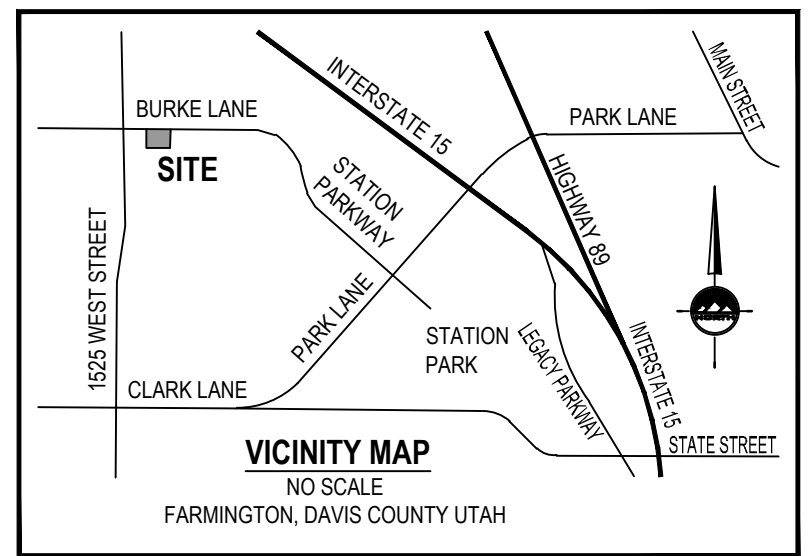 MAIN STREET
INTERSTATE 15
BURKE LANE
PARK LANE
SITE
STATION
PARKWAY
HIGHWAY 89
1525 WEST STREET
PARK LANE
NORTH
STATION
PARK
LEGACY PARKWAY
INTERSTATE 15
CLARK LANE
STATE STREET
VICINITY MAP
NO SCALE
FARMINGTON, DAVIS COUNTY UTAH